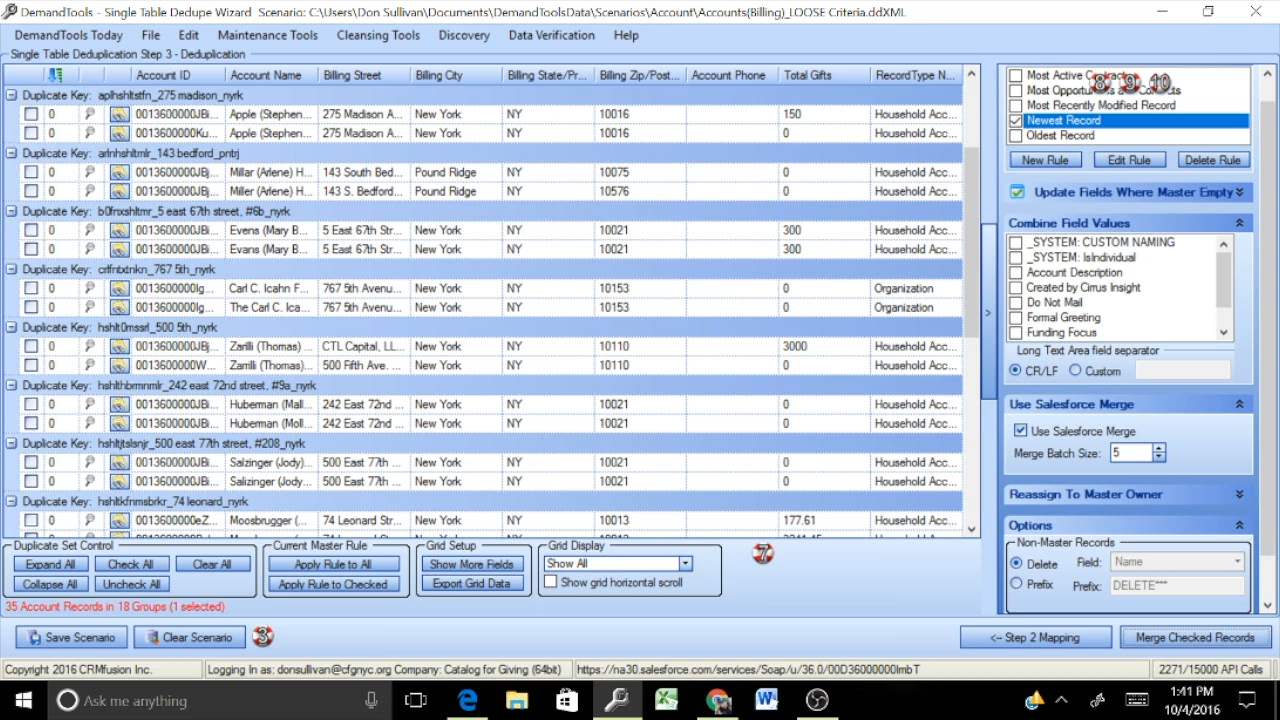 DemandTools - Single Table Dedupe Wizard Scenario: C:\Users\Don Sullivan\Documents\DemandToolsData\Scenarios\Account\Accounts(Billing)_LOOSE Criteria.ddXML
DemandTools Today File Edit Maintenance Tools Cleansing Tools Discovery Data Verification Help
Single Table Deduplication Step 3 - Deduplication
Account ID Account Name Billing Street Billing City Billing State/Pr... Billing Zip/Post... Account Phone Total Gifts RecordType N...
Duplicate Key: aplhshltstfn_275 madison_nyrk
0 0013600000JBi... Apple (Stephen... 275 Madison A... New York NY 10016 150 Household Acc...
0 0013600000Ku... Apple (Stephen... 275 Madison A... New York NY 10016 0 Household Acc...
Duplicate Key: arlnhshltmlr_143 bedford_pntrj
0 0013600000JBj... Millar (Arlene) H... 143 South Bed... Pound Ridge NY 10075 0 Household Acc...
0 0013600000JBi... Miller (Arlene) H... 143 S. Bedford... Pound Ridge NY 10576 0 Household Acc...
Duplicate Key: b0fnxshltmr_5 east 67th street, #6b_nyrk
0 0013600000JBi... Evens (Mary B... 5 East 67th Str... New York NY 10021 300 Household Acc...
0 0013600000JBi... Evans (Mary B... 5 East 67th Str... New York NY 10021 300 Household Acc...
Duplicate Key: crlfnbxtnkn_767 5th_nyrk
0 0013600000Ig... Carl C. Icahn F... 767 5th Avenu... New York NY 10153 0 Organization
0 0013600000Ig... The Carl C. Ica... 767 5th Avenu... New York NY 10153 0 Organization
Duplicate Key: hshlt0mssrl_500 5th_nyrk
0 0013600000JBj... Zarilli (Thomas) ... CTL Capital, LL... New York NY 10110 3000 Household Acc...
0 0013600000W... Zarrilli (Thomas)... 500 Fifth Ave. ... New York NY 10110 0 Household Acc...
Duplicate Key: hshlthbrmnmlr_242 east 72nd street, #9a_nyrk
0 0013600000JBi... Huberman (Moll... 242 East 72nd ... New York NY 10021 0 Household Acc...
0 0013600000JBi... Huberman (Moll... 242 East 72nd ... New York NY 10021 0 Household Acc...
Duplicate Key: hshltjtslsnjr_500 east 77th street, #208_nyrk
0 0013600000JBi... Salzinger (Jody)... 500 East 77th ... New York NY 10021 0 Household Acc...
0 0013600000JBi... Salizinger (Jody... 500 East 77th ... New York NY 10021 0 Household Acc...
Duplicate Key: hshltkfnmsbrkr_74 leonard_nyrk
0 0013600000eZ... Moosbrugger (... 74 Leonard Str... New York NY 10013 177.61 Household Acc...
Most Active
8 9 10
Most Recently Modified Record
Newest Record
Oldest Record
New Rule Edit Rule Delete Rule
Update Fields Where Master Empty
Combine Field Values
_SYSTEM: CUSTOM NAMING
_SYSTEM: IsIndividual
Account Description
Created by Cirrus Insight
Do Not Mail
Formal Greeting
Funding Focus
Long Text Area field separator
CR/LF Custom
Use Salesforce Merge
Use Salesforce Merge
Merge Batch Size: 5
Reassign To Master Owner
Options
Non-Master Records
Delete Field: Name
Prefix Prefix: DELETE***
Duplicate Set Control
Expand All Check All Clear All
Collapse All Uncheck All
Current Master Rule
Apply Rule to All
Apply Rule to Checked
Grid Setup
Show More Fields
Export Grid Data
Grid Display
Show All
Show grid horizontal scroll
7
35 Account Records in 18 Groups (1 selected)
Save Scenario Clear Scenario 3 <-- Step 2 Mapping Merge Checked Records
Copyright 2016 CRMfusion Inc. Logging In as: donsullivan@cfgnyc.org Company: Catalog for Giving (64bit) https://na30.salesforce.com/services/Soap/u/36.0/00D36000000ImbT 2271/15000 API Calls
Ask me anything
1:41 PM
10/4/2016